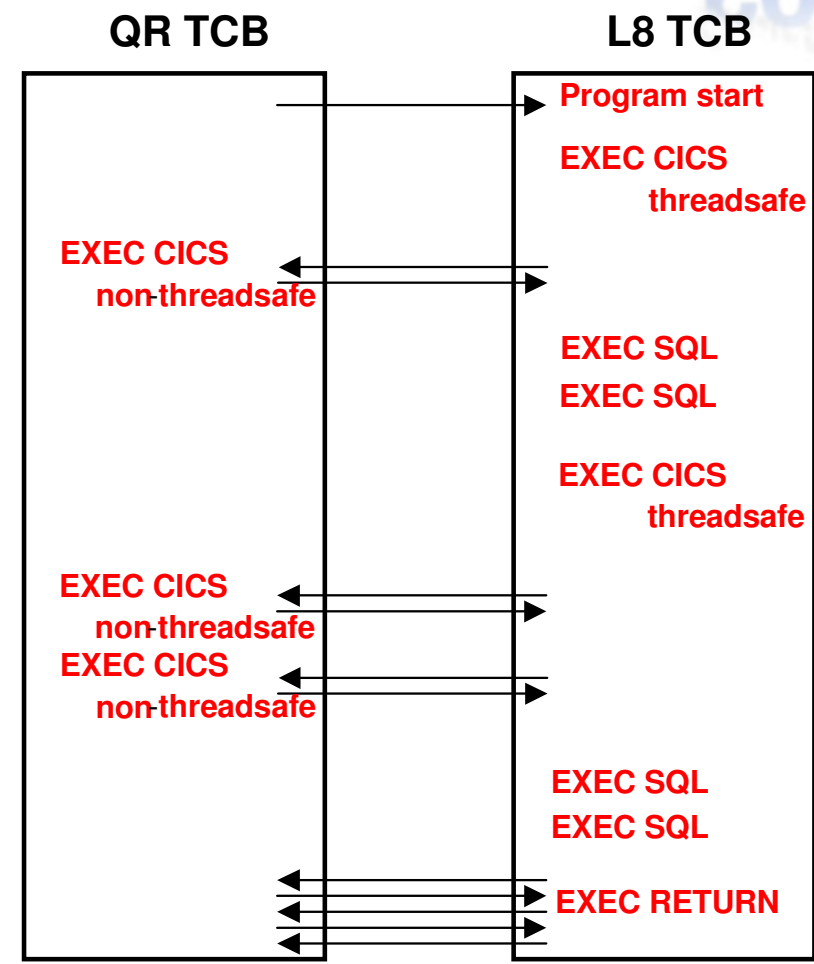 QR TCB L8 TCB
Program start
EXEC CICS
threadsafe
EXEC CICS
non-threadsafe
EXEC SQL
EXEC SQL
EXEC CICS
threadsafe
EXEC CICS
non-threadsafe
EXEC CICS
non-threadsafe
EXEC SQL
EXEC SQL
EXEC RETURN